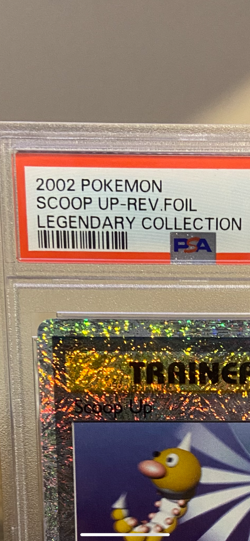 2002 POKEMON
SCOOP UP-REV.FOIL
LEGENDARY COLLECTION
PSA
TRAINER
Scoop Up